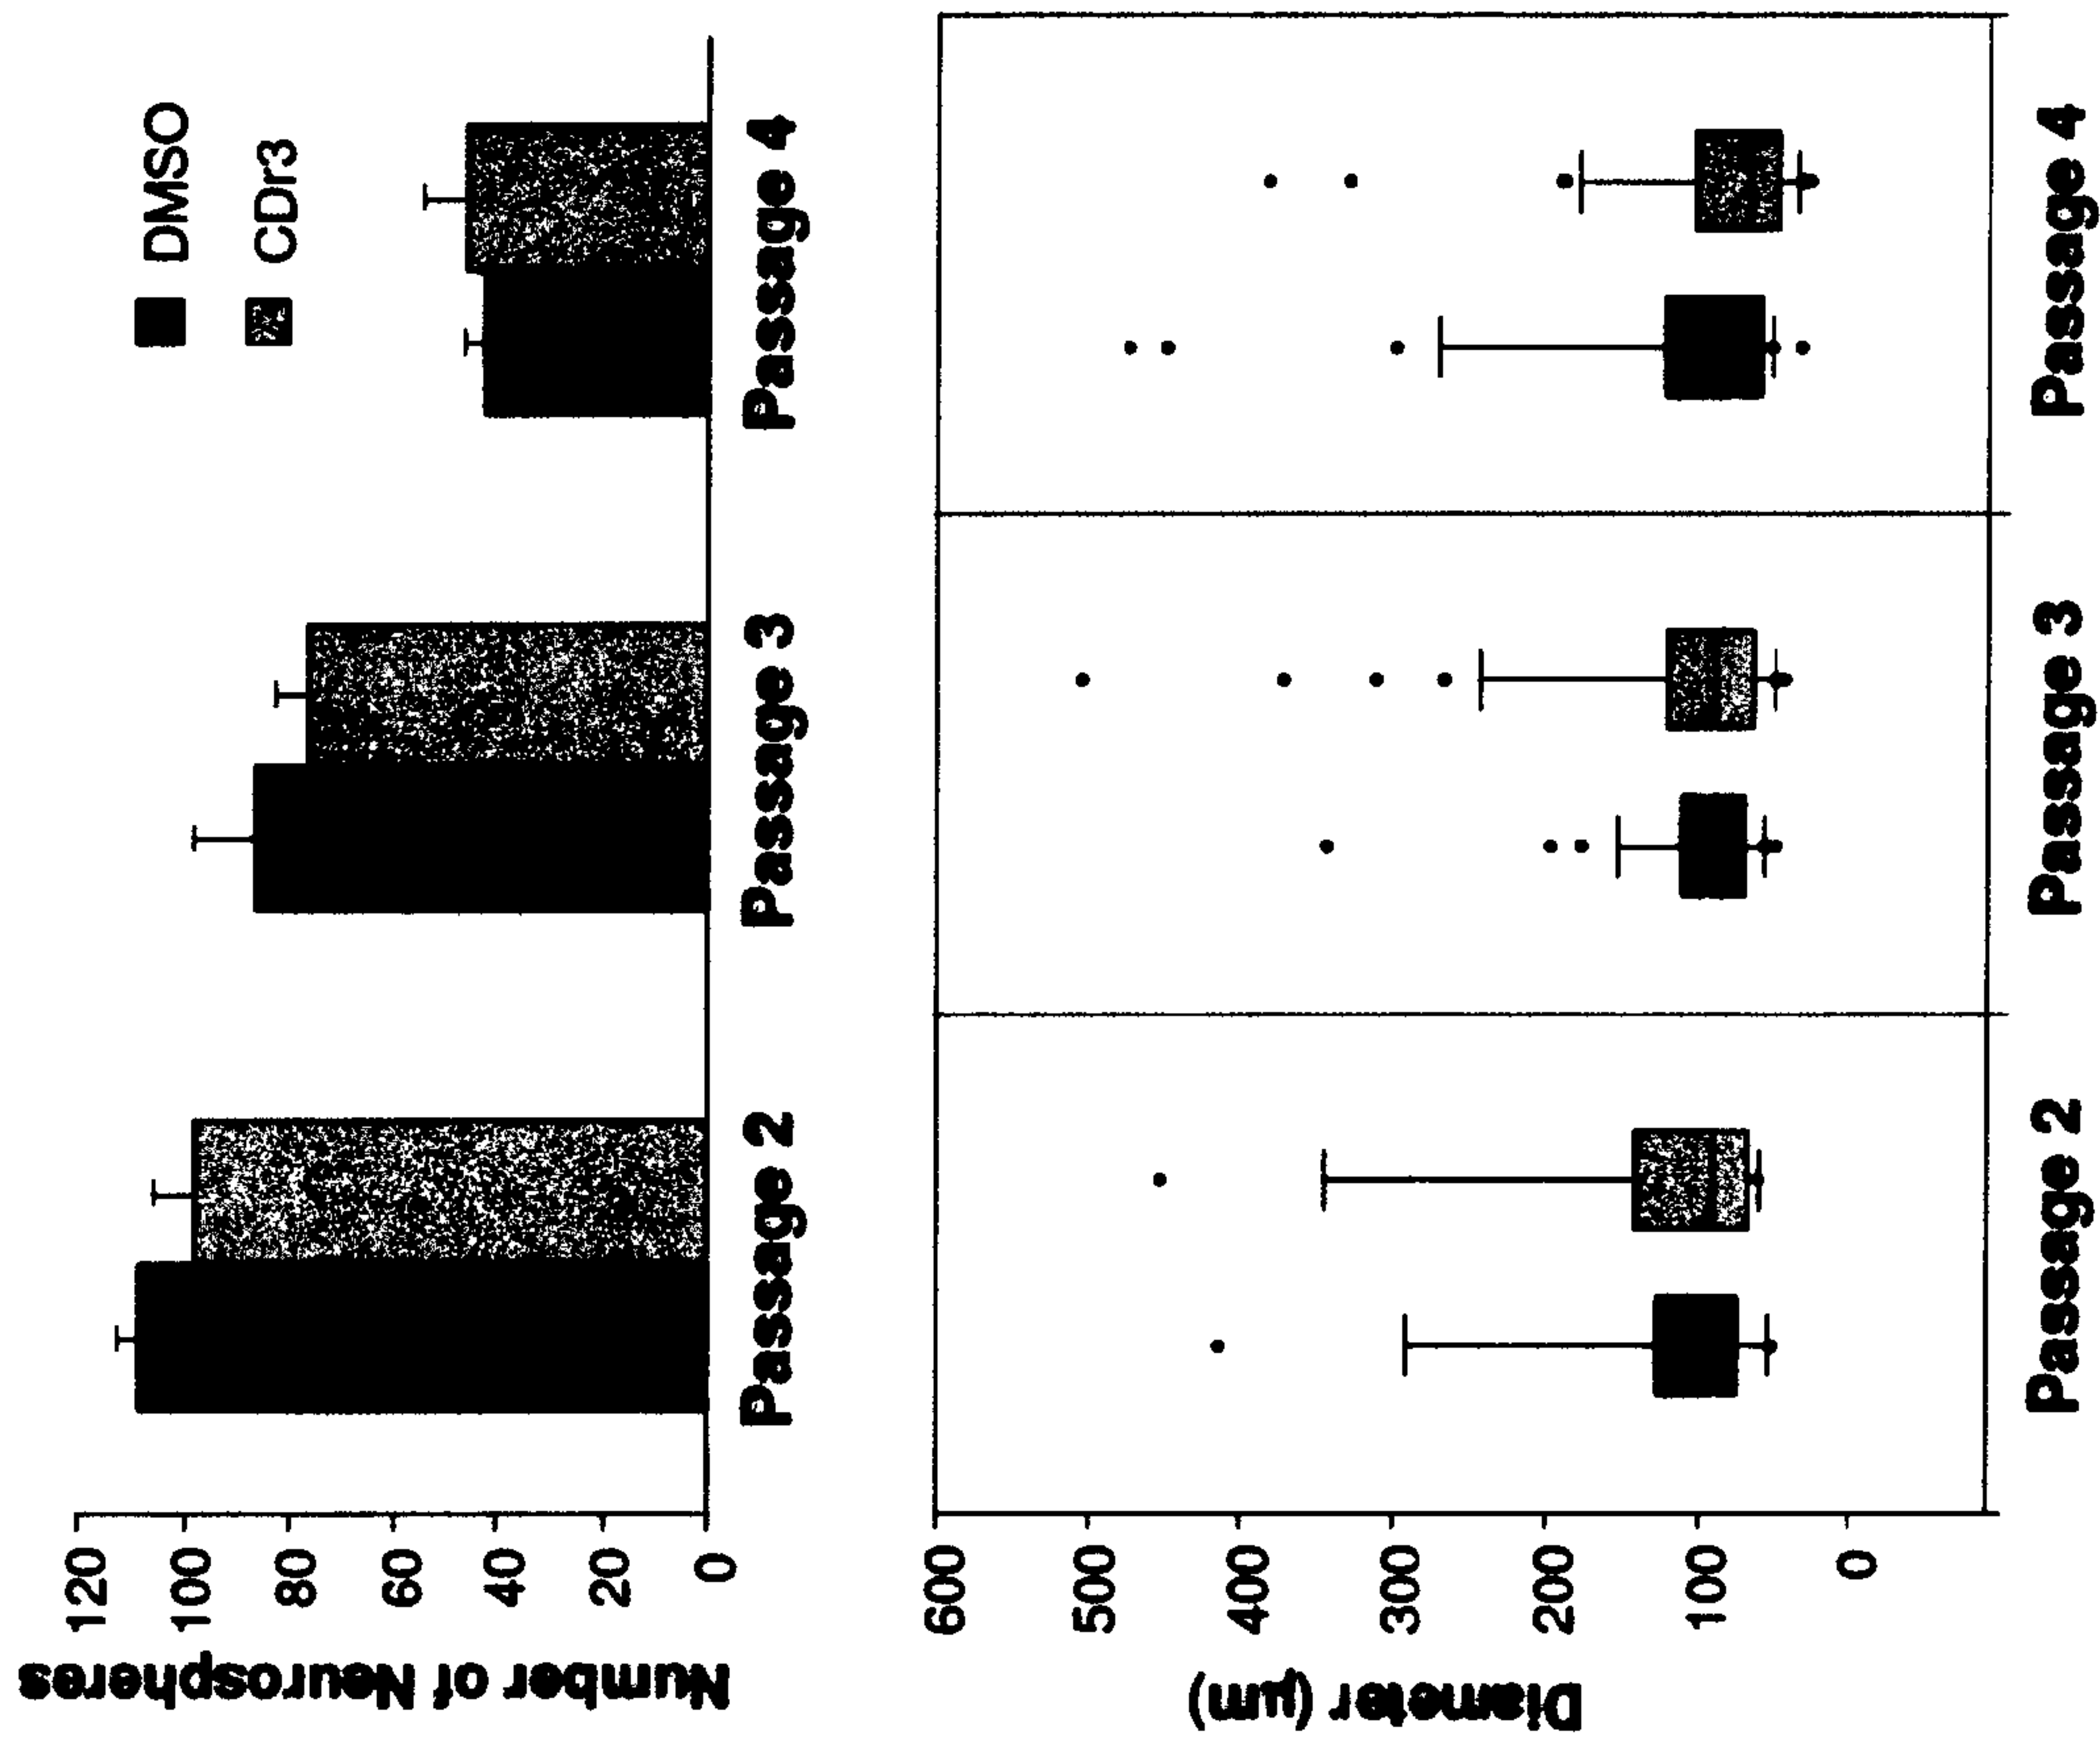 Number of Neurospheres
120
100
80
60
40
20
0
DMSO
CDr3
Passage 2
Passage 3
Passage 4
Diameter (µm)
600
500
400
300
200
100
0
Passage 2
Passage 3
Passage 4